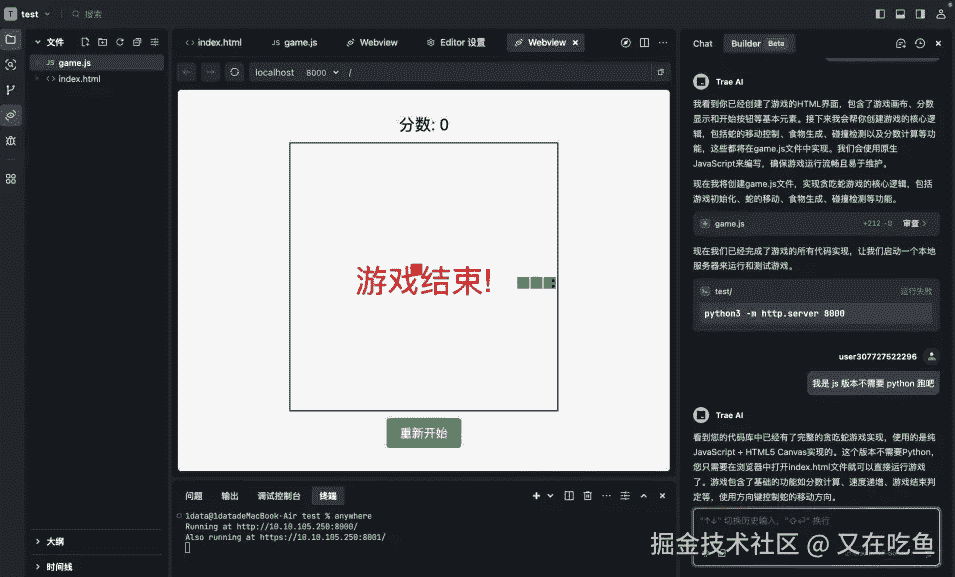 T test
搜索
文件
JS game.js
<> index.html
大纲
时间线
<> index.html
JS game.js
Webview
Editor 设置
Webview
localhost 8000 /
分数: 0
游戏结束!
重新开始
问题 输出 调试控制台 终端
ldata@ldatadeMacBook-Air test % anywhere
Running at http://10.10.105.250:8000/
Also running at https://10.10.105.250:8001/
Chat Builder Beta
Trae AI
我看到你已经创建了游戏的HTML界面，包含了游戏画布、分数
显示和开始按钮等基本元素。接下来我会帮你创建游戏的核心逻
辑，包括蛇的移动控制、食物生成、碰撞检测以及分数计算等功
能，这些都将在game.js文件中实现。我们会使用原生
JavaScript来编写，确保游戏运行流畅且易于维护。
现在我将创建game.js文件，实现贪吃蛇游戏的核心逻辑，包括
游戏初始化、蛇的移动、食物生成、碰撞检测等功能。
game.js +212 -0 审查
现在我们已经完成了游戏的所有代码实现，让我们启动一个本地
服务器来运行和测试游戏。
test/ 运行失败
python3 -m http.server 8000
user307727522296
我是 js 版本不需要 python 跑吧
Trae AI
看到您的代码库中已经有了完整的贪吃蛇游戏实现，使用的是纯
JavaScript + HTML5 Canvas实现的。这个版本不需要Python，
您只需要在浏览器中打开index.html文件就可以直接运行游戏
了。游戏包含了基础的功能如分数计算、速度递增、游戏结束判
定等，使用方向键控制蛇的移动方向。
"↑↓" 切换历史输入，"⇧⏎" 换行
掘金技术社区 @ 又在吃鱼